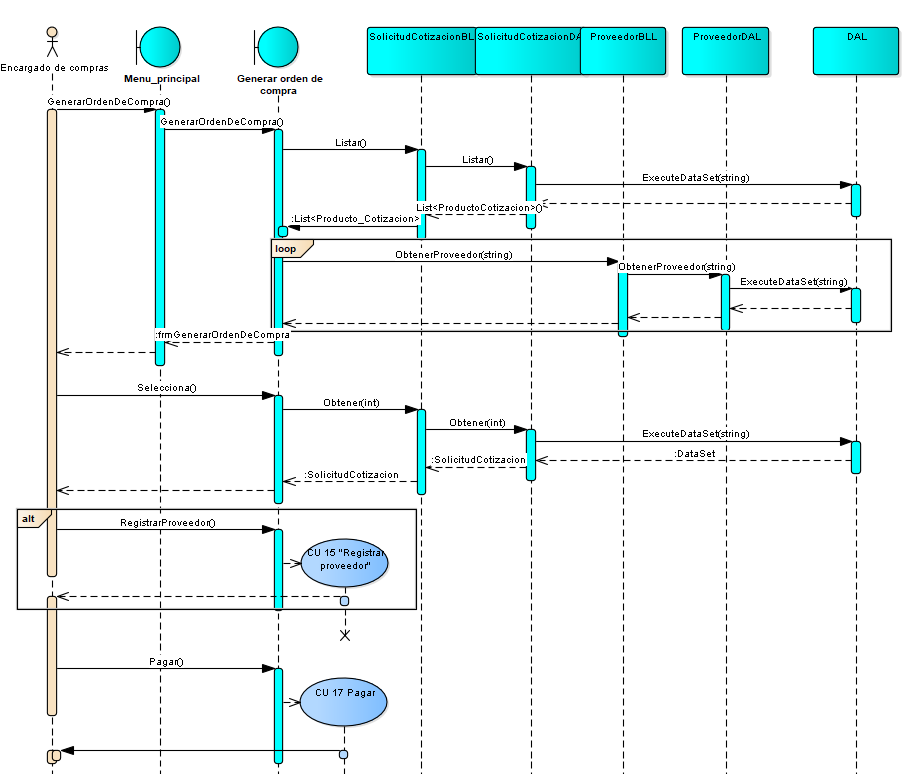 SolicitudCotizacionBL
SolicitudCotizacionDA
ProveedorBLL
ProveedorDAL
DAL
Encargado de compras
Menu_principal
Generar orden de
compra
GenerarOrdenDeCompra()
GenerarOrdenDeCompra()
Listar()
Listar()
ExecuteDataSet(string)
List<ProductoCotizacion>()
:List<Producto_Cotizacion>
loop
ObtenerProveedor(string)
ObtenerProveedor(string)
ExecuteDataSet(string)
:frmGenerarOrdenDeCompra
Selecciona()
Obtener(int)
Obtener(int)
ExecuteDataSet(string)
:DataSet
:SolicitudCotizacion
:SolicitudCotizacion
alt
RegistrarProveedor()
CU 15 "Registrar
proveedor"
Pagar()
CU 17 Pagar